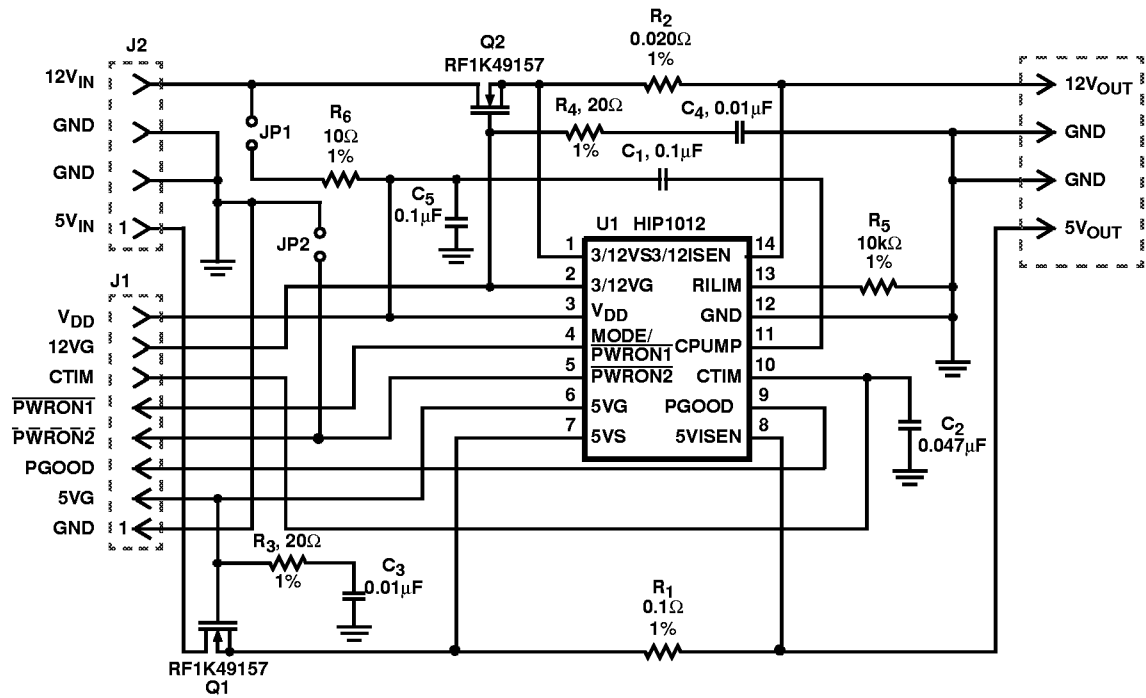 J2
12VIN
GND
GND
5VIN
1
J1
VDD
12VG
CTIM
PWRON1
PWRON2
PGOOD
5VG
GND
1
JP1
R6
10Ω
1%
JP2
Q2
RF1K49157
R2
0.020Ω
1%
R4, 20Ω
1%
C4, 0.01μF
C1, 0.1μF
C5
0.1μF
U1 HIP1012
1
3/12VS
2
3/12VG
3
VDD
4
MODE/
PWRON1
5
PWRON2
6
5VG
7
5VS
3/12ISEN
14
RILIM
13
GND
12
CPUMP
11
CTIM
10
PGOOD
9
5VISEN
8
R5
10kΩ
1%
C2
0.047μF
12VOUT
GND
GND
5VOUT
R3, 20Ω
1%
C3
0.01μF
R1
0.1Ω
1%
RF1K49157
Q1